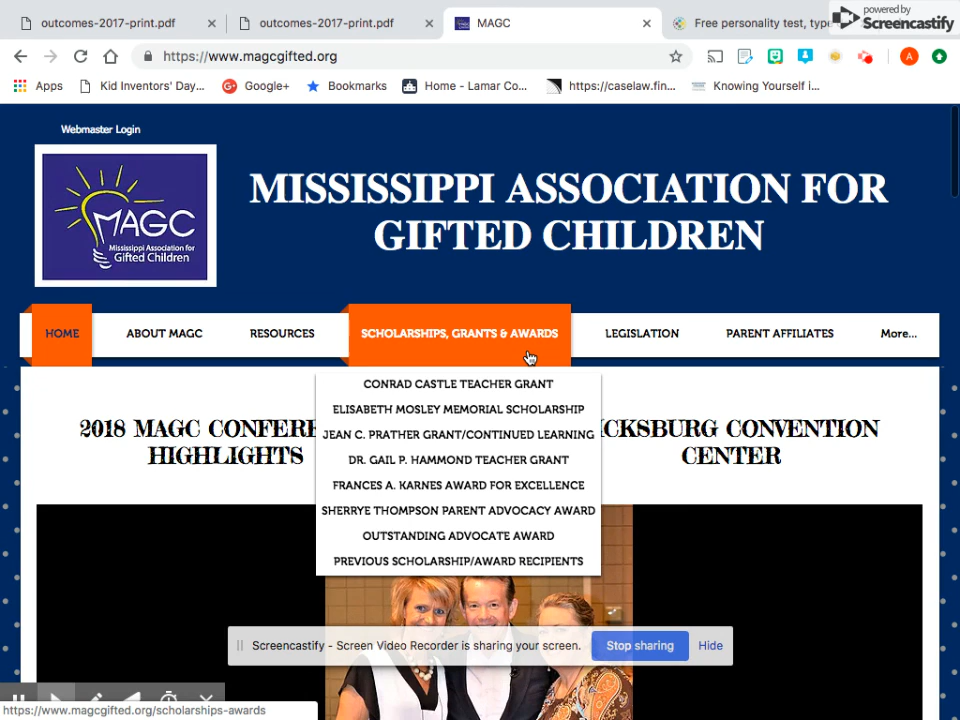 outcomes-2017-print.pdf
outcomes-2017-print.pdf
MAGC
Free personality test, type
powered by
Screencastify
https://www.magcgifted.org
A
Apps
Kid Inventors' Day...
Google+
Bookmarks
Home - Lamar Co...
https://caselaw.fin...
Knowing Yourself i...
Webmaster Login
MAGC
Mississippi Association for
Gifted Children
MISSISSIPPI ASSOCIATION FOR
GIFTED CHILDREN
HOME
ABOUT MAGC
RESOURCES
SCHOLARSHIPS, GRANTS & AWARDS
LEGISLATION
PARENT AFFILIATES
More...
CONRAD CASTLE TEACHER GRANT
ELISABETH MOSLEY MEMORIAL SCHOLARSHIP
JEAN C. PRATHER GRANT/CONTINUED LEARNING
DR. GAIL P. HAMMOND TEACHER GRANT
FRANCES A. KARNES AWARD FOR EXCELLENCE
SHERRYE THOMPSON PARENT ADVOCACY AWARD
OUTSTANDING ADVOCATE AWARD
PREVIOUS SCHOLARSHIP/AWARD RECIPIENTS
2018 MAGC CONFERE
ICKSBURG CONVENTION
HIGHLIGHTS
CENTER
Screencastify - Screen Video Recorder is sharing your screen.
Stop sharing
Hide
https://www.magcgifted.org/scholarships-awards